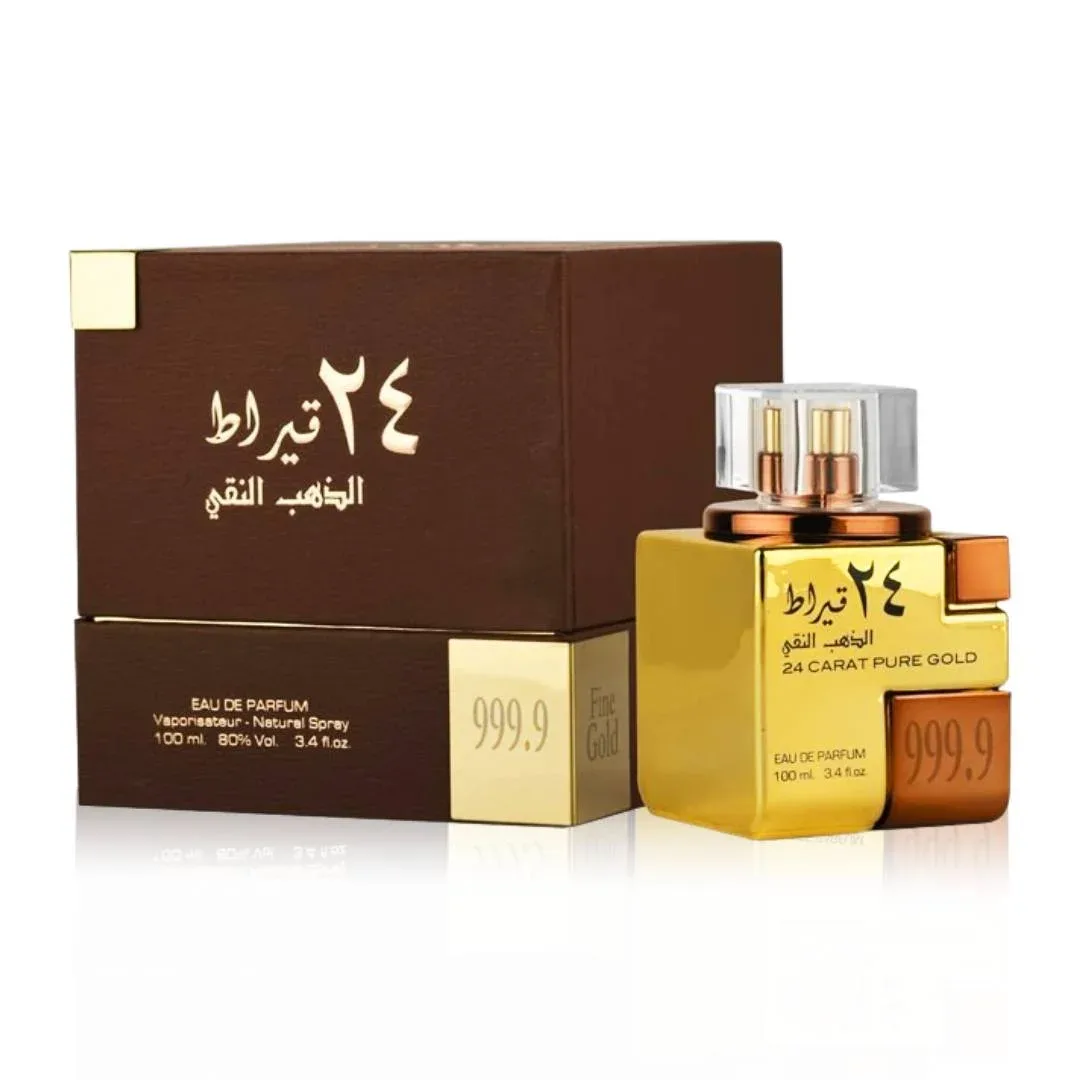 ٢٤ قيراط
الذهب النقي
EAU DE PARFUM
Vaporisateur - Natural Spray
100 ml. 80% Vol. 3.4 fl.oz.
999.9
Fine
Gold
٢٤ قيراط
الذهب النقي
24 CARAT PURE GOLD
EAU DE PARFUM
100 ml. 3.4 fl.oz.
999.9